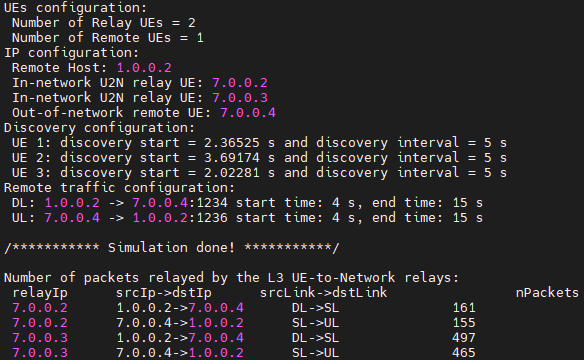 UEs configuration:
Number of Relay UEs = 2
Number of Remote UEs = 1
IP configuration:
Remote Host: 1.0.0.2
In-network U2N relay UE: 7.0.0.2
In-network U2N relay UE: 7.0.0.3
Out-of-network remote UE: 7.0.0.4
Discovery configuration:
UE 1: discovery start = 2.36525 s and discovery interval = 5 s
UE 2: discovery start = 3.69174 s and discovery interval = 5 s
UE 3: discovery start = 2.02281 s and discovery interval = 5 s
Remote traffic configuration:
DL: 1.0.0.2 -> 7.0.0.4:1234 start time: 4 s, end time: 15 s
UL: 7.0.0.4 -> 1.0.0.2:1236 start time: 4 s, end time: 15 s
/*********** Simulation done! ***********/
Number of packets relayed by the L3 UE-to-Network relays:
relayIp srcIp->dstIp srcLink->dstLink nPackets
7.0.0.2 1.0.0.2->7.0.0.4 DL->SL 161
7.0.0.2 7.0.0.4->1.0.0.2 SL->UL 155
7.0.0.3 1.0.0.2->7.0.0.4 DL->SL 497
7.0.0.3 7.0.0.4->1.0.0.2 SL->UL 465